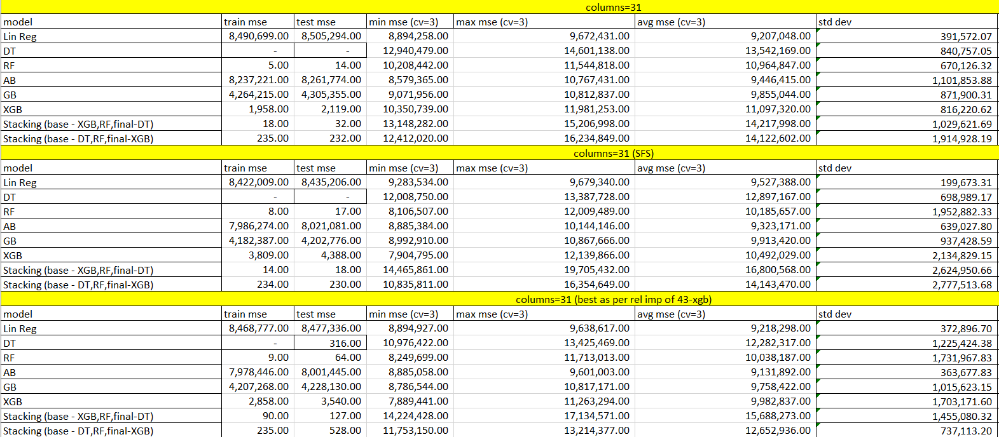 columns=31
model train mse test mse min mse (cv=3) max mse (cv=3) avg mse (cv=3) std dev
Lin Reg 8,490,699.00 8,505,294.00 8,894,258.00 9,672,431.00 9,207,048.00 391,572.07
DT - - 12,940,479.00 14,601,138.00 13,542,169.00 840,757.05
RF 5.00 14.00 10,208,442.00 11,544,818.00 10,964,847.00 670,126.32
AB 8,237,221.00 8,261,774.00 8,579,365.00 10,767,431.00 9,446,415.00 1,101,853.88
GB 4,264,215.00 4,305,355.00 9,071,956.00 10,812,837.00 9,855,044.00 871,900.31
XGB 1,958.00 2,119.00 10,350,739.00 11,981,253.00 11,097,320.00 816,220.62
Stacking (base - XGB,RF,final-DT) 18.00 32.00 13,148,282.00 15,206,998.00 14,217,998.00 1,029,621.69
Stacking (base - DT,RF,final-XGB) 235.00 232.00 12,412,020.00 16,234,849.00 14,122,602.00 1,914,928.19
columns=31 (SFS)
model train mse test mse min mse (cv=3) max mse (cv=3) avg mse (cv=3) std dev
Lin Reg 8,422,009.00 8,435,206.00 9,283,534.00 9,679,340.00 9,527,388.00 199,673.31
DT - - 12,008,750.00 13,387,728.00 12,897,167.00 698,989.17
RF 8.00 17.00 8,106,507.00 12,009,489.00 10,185,657.00 1,952,882.33
AB 7,986,274.00 8,021,081.00 8,885,384.00 10,144,146.00 9,323,171.00 639,027.80
GB 4,182,387.00 4,202,776.00 8,992,910.00 10,867,666.00 9,913,420.00 937,428.59
XGB 3,809.00 4,388.00 7,904,795.00 12,139,866.00 10,492,029.00 2,134,829.15
Stacking (base - XGB,RF,final-DT) 14.00 18.00 14,465,861.00 19,705,432.00 16,800,568.00 2,624,950.66
Stacking (base - DT,RF,final-XGB) 234.00 230.00 10,835,811.00 16,354,649.00 14,143,470.00 2,777,513.68
columns=31 (best as per rel imp of 43-xgb)
model train mse test mse min mse (cv=3) max mse (cv=3) avg mse (cv=3) std dev
Lin Reg 8,468,777.00 8,477,336.00 8,894,927.00 9,638,617.00 9,218,298.00 372,896.70
DT - 316.00 10,976,422.00 13,425,469.00 12,282,317.00 1,225,424.38
RF 9.00 64.00 8,249,699.00 11,713,013.00 10,038,187.00 1,731,967.83
AB 7,978,446.00 8,001,445.00 8,885,058.00 9,601,003.00 9,131,892.00 363,677.83
GB 4,207,268.00 4,228,130.00 8,786,544.00 10,817,171.00 9,758,422.00 1,015,623.15
XGB 2,858.00 3,540.00 7,889,441.00 11,263,294.00 9,982,837.00 1,703,171.60
Stacking (base - XGB,RF,final-DT) 90.00 127.00 14,224,428.00 17,134,571.00 15,688,273.00 1,455,080.32
Stacking (base - DT,RF,final-XGB) 235.00 528.00 11,753,150.00 13,214,377.00 12,652,936.00 737,113.20